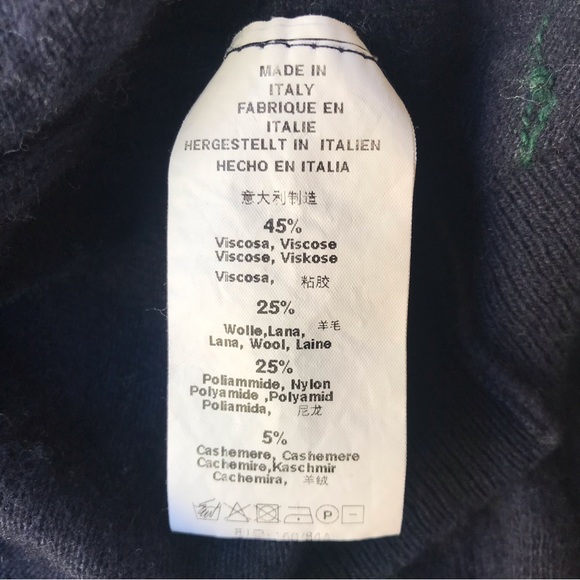 MADE IN
ITALY
FABRIQUE EN
ITALIE
HERGESTELLT IN ITALIEN
HECHO EN ITALIA
意大利制造
45%
Viscosa, Viscose
Viscose, Viskose
Viscosa, 粘胶
25%
Wolle,Lana, 羊毛
Lana, Wool, Laine
25%
Poliammide, Nylon
Polyamide ,Polyamid
Poliamida, 尼龙
5%
Cashemere, Cashemere
Cachemire,Kaschmir
Cachemira, 羊绒
P